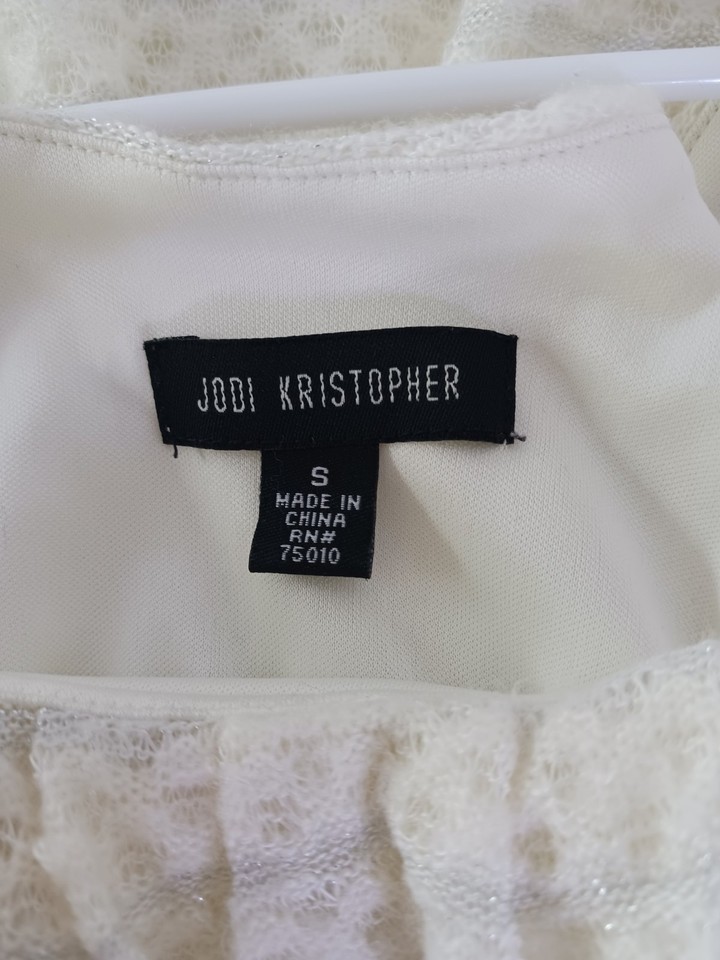 JODI KRISTOPHER
S
MADE IN
CHINA
RN#
75010